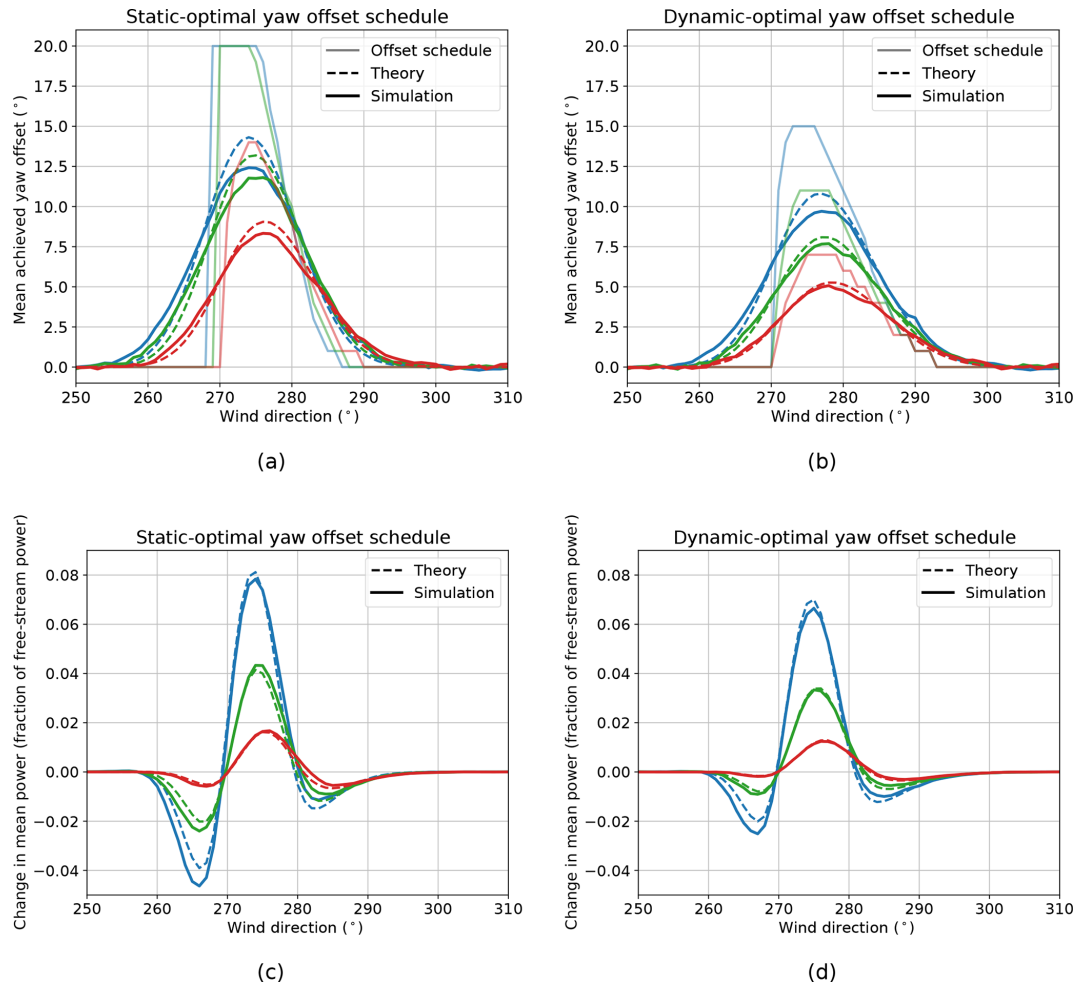 Static-optimal yaw offset schedule
Mean achieved yaw offset (°)
20.0
17.5
15.0
12.5
10.0
7.5
5.0
2.5
0.0
Offset schedule
Theory
Simulation
250 260 270 280 290 300 310
Wind direction (°)
(a)
Dynamic-optimal yaw offset schedule
Mean achieved yaw offset (°)
20.0
17.5
15.0
12.5
10.0
7.5
5.0
2.5
0.0
Offset schedule
Theory
Simulation
250 260 270 280 290 300 310
Wind direction (°)
(b)
Static-optimal yaw offset schedule
Change in mean power (fraction of free-stream power)
0.08
0.06
0.04
0.02
0.00
−0.02
−0.04
Theory
Simulation
250 260 270 280 290 300 310
Wind direction (°)
(c)
Dynamic-optimal yaw offset schedule
Change in mean power (fraction of free-stream power)
0.08
0.06
0.04
0.02
0.00
−0.02
−0.04
Theory
Simulation
250 260 270 280 290 300 310
Wind direction (°)
(d)